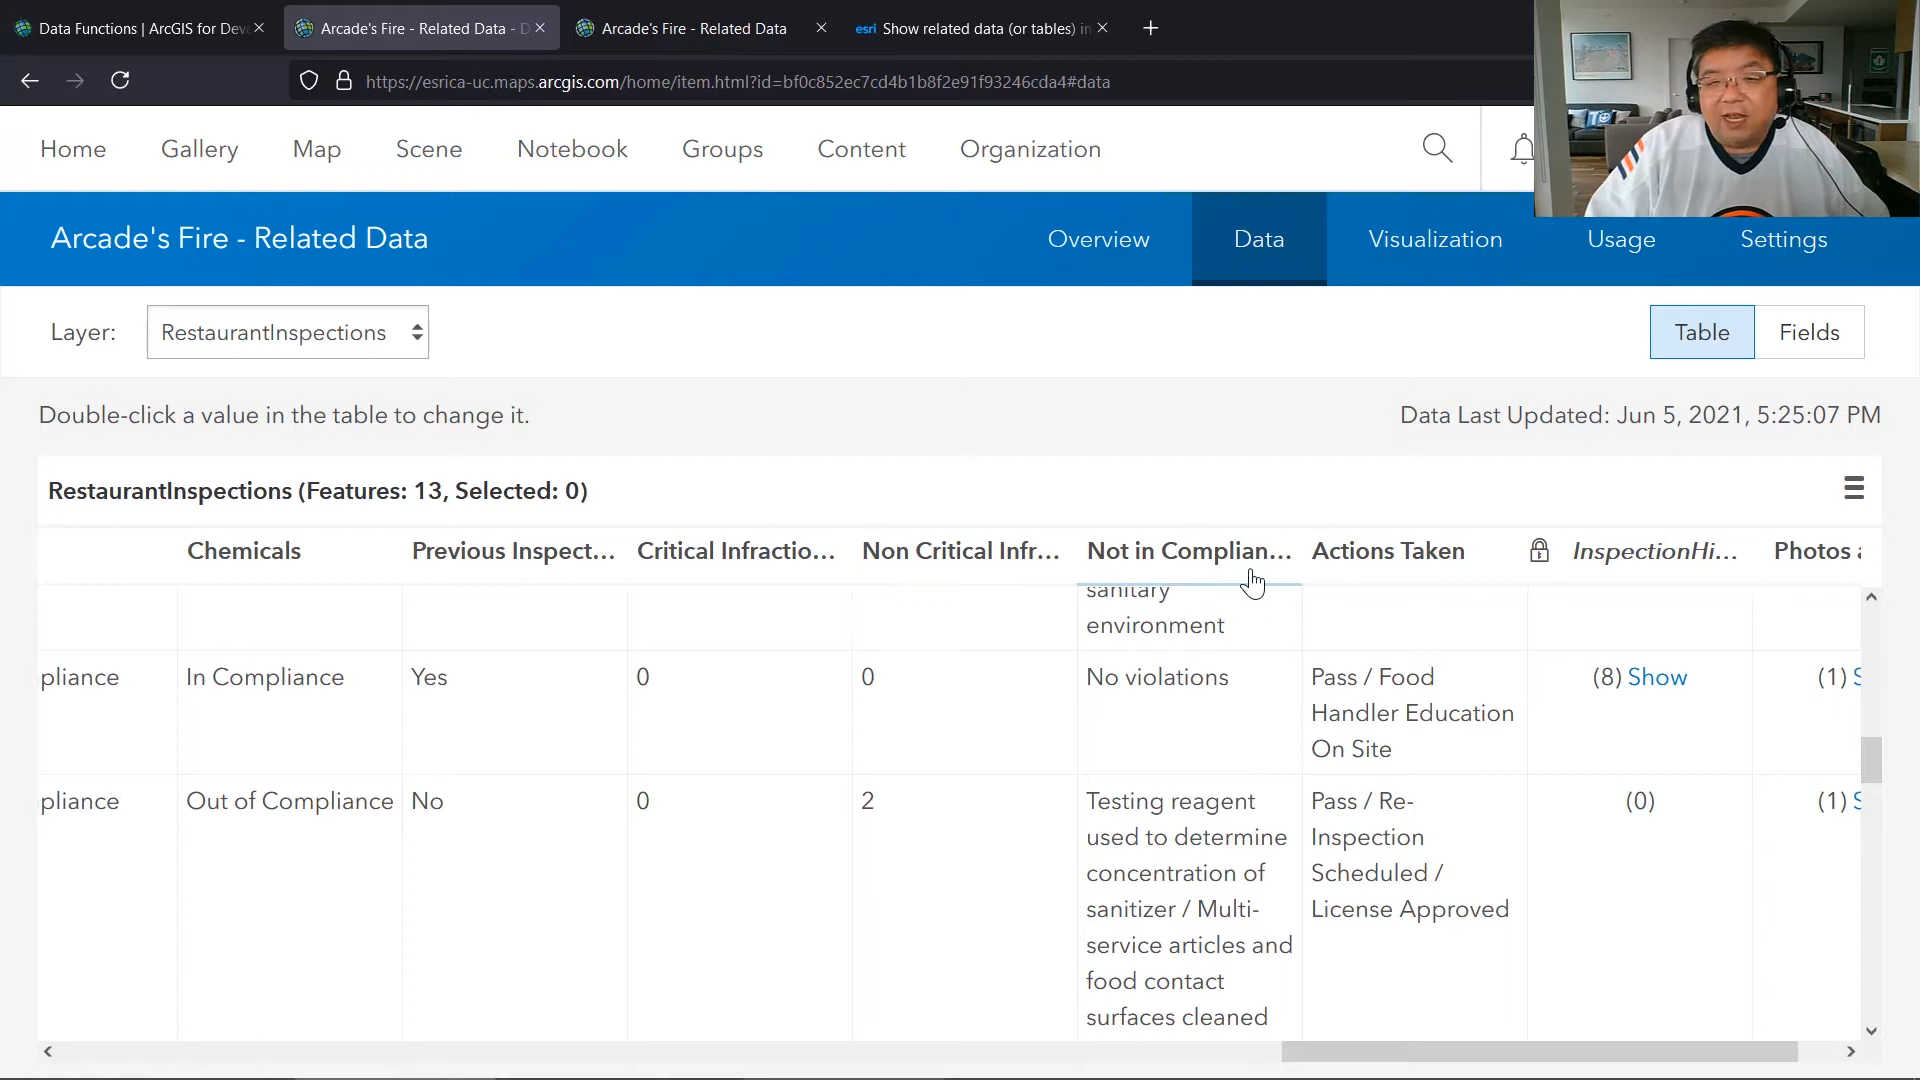 Data Functions | ArcGIS for Deve
Arcade's Fire - Related Data - D
Arcade's Fire - Related Data
esri Show related data (or tables) in
https://esrica-uc.maps.arcgis.com/home/item.html?id=bf0c852ec7cd4b1b8f2e91f93246cda4#data
Home Gallery Map Scene Notebook Groups Content Organization
Arcade's Fire - Related Data
Overview Data Visualization Usage Settings
Layer: RestaurantInspections
Table Fields
Double-click a value in the table to change it.
Data Last Updated: Jun 5, 2021, 5:25:07 PM
RestaurantInspections (Features: 13, Selected: 0)
Chemicals Previous Inspect... Critical Infractio... Non Critical Infr... Not in Complian... Actions Taken InspectionHi... Photos a
sanitary
environment
pliance In Compliance Yes 0 0 No violations Pass / Food (8) Show (1) S
Handler Education
On Site
pliance Out of Compliance No 0 2 Testing reagent Pass / Re- (0) (1) S
used to determine Inspection
concentration of Scheduled /
sanitizer / Multi- License Approved
service articles and
food contact
surfaces cleaned